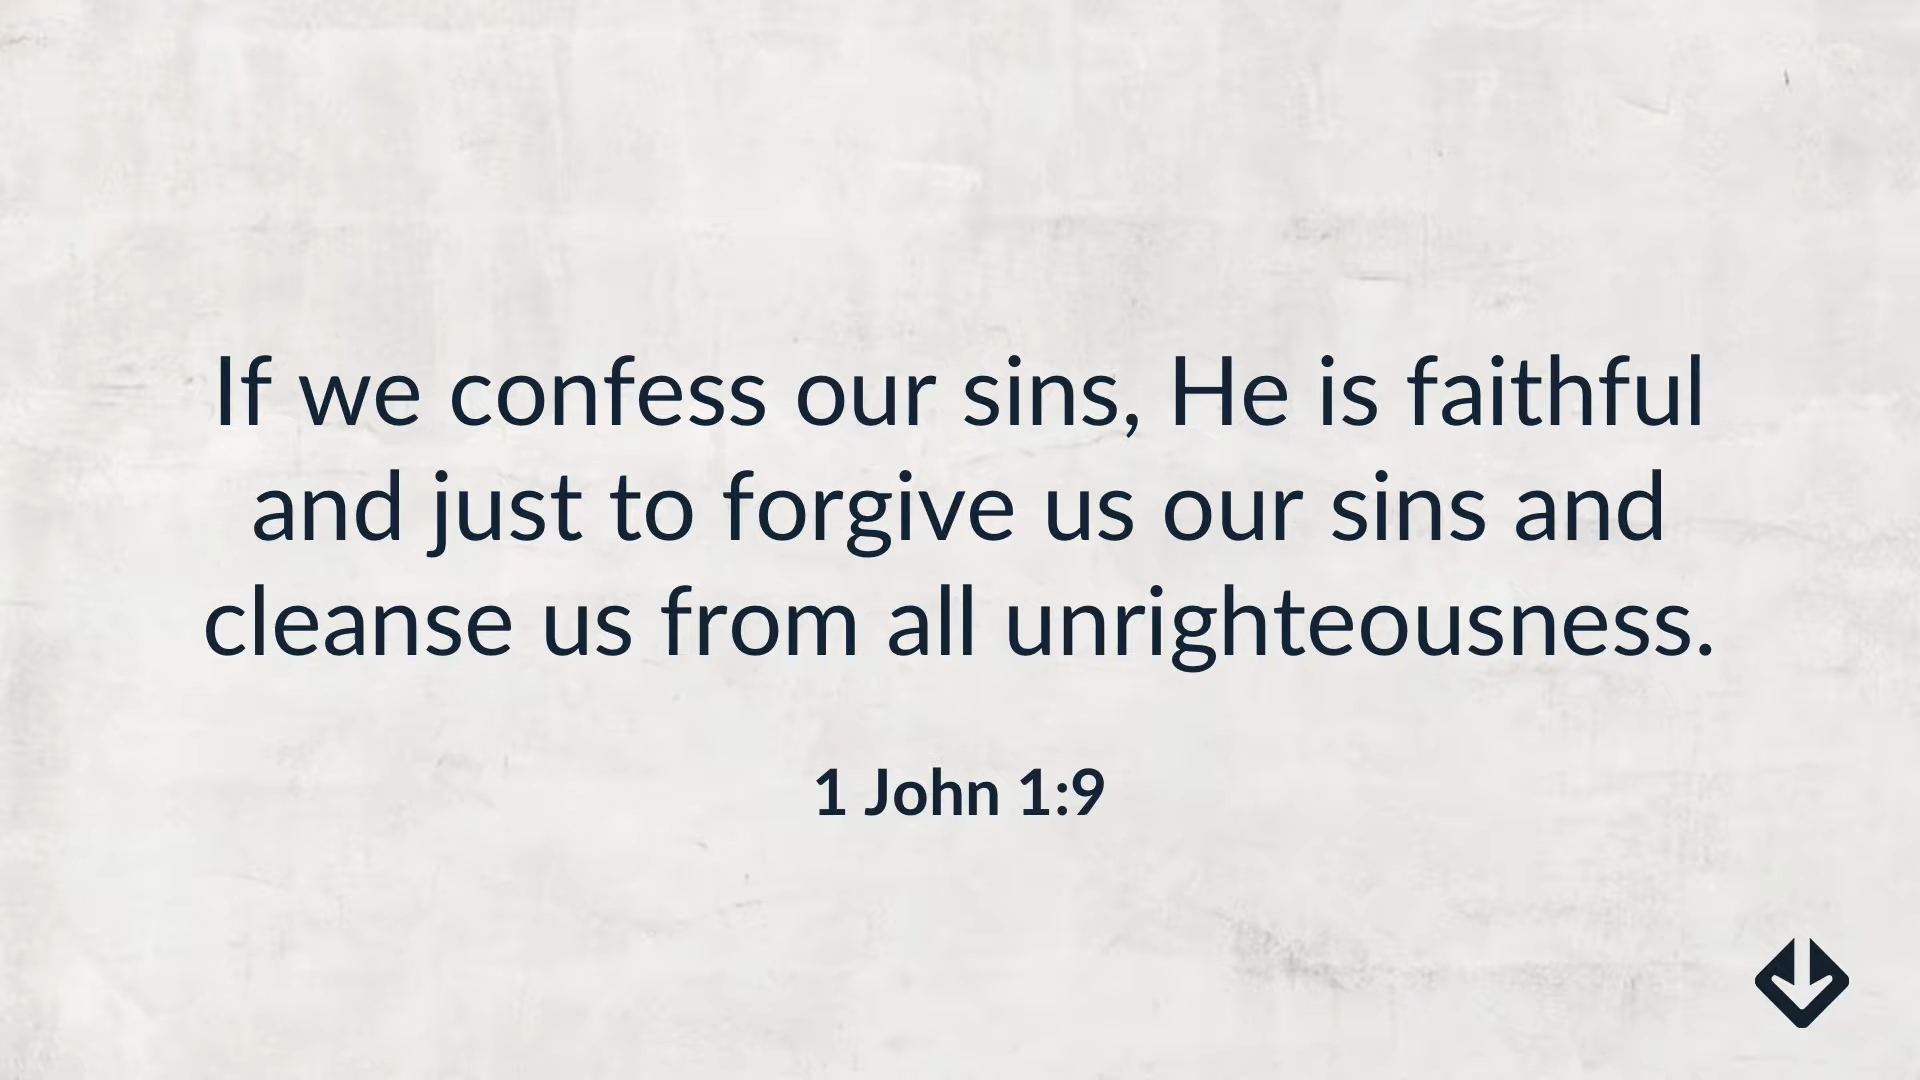 If we confess our sins, He is faithful
and just to forgive us our sins and
cleanse us from all unrighteousness.
1 John 1:9